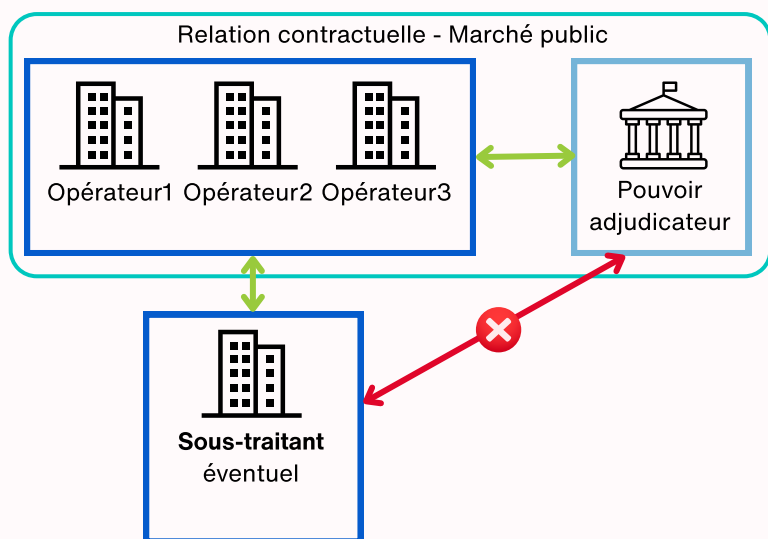 Relation contractuelle - Marché public
Opérateur1 Opérateur2 Opérateur3
Pouvoir
adjudicateur
Sous-traitant
éventuel